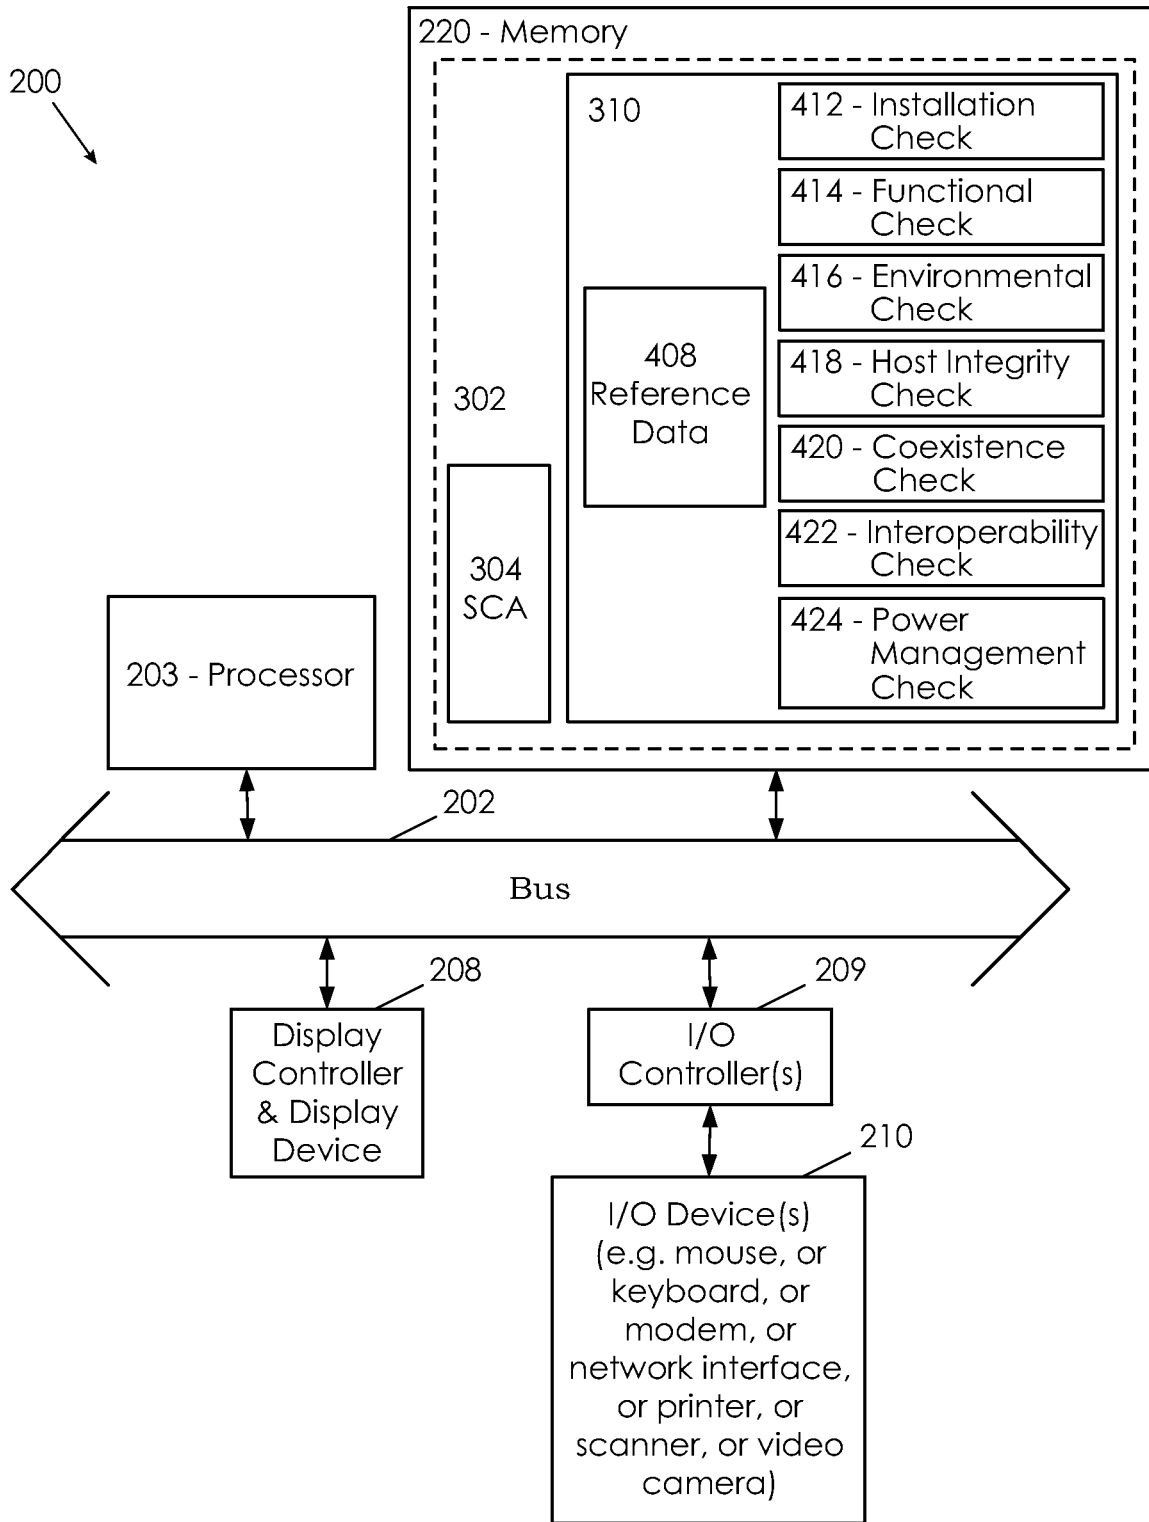 220 - Memory
200
310
412 - Installation
Check
414 - Functional
Check
416 - Environmental
Check
408
Reference
Data
418 - Host Integrity
Check
302
420 - Coexistence
Check
422 - Interoperability
Check
304
SCA
424 - Power
Management
Check
203 - Processor
202
Bus
208
209
Display
Controller
& Display
Device
I/O
Controller(s)
210
I/O Device(s)
(e.g. mouse, or
keyboard, or
modem, or
network interface,
or printer, or
scanner, or video
camera)